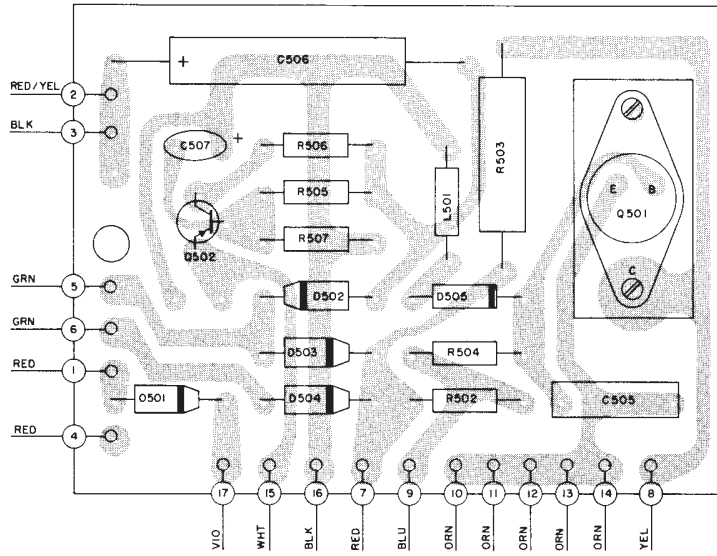 C506
RED/YEL 2
BLK 3
C507 +
R506
R505
R507
L501
R503
E B
Q501
C
Q502
GRN 5
D502
D505
GRN 6
D503
R504
RED 1
D501
D504
R502
C505
RED 4
17 15 16 7 9 10 11 12 13 14 8
VIO WHT BLK RED BLU ORN ORN ORN ORN ORN YEL